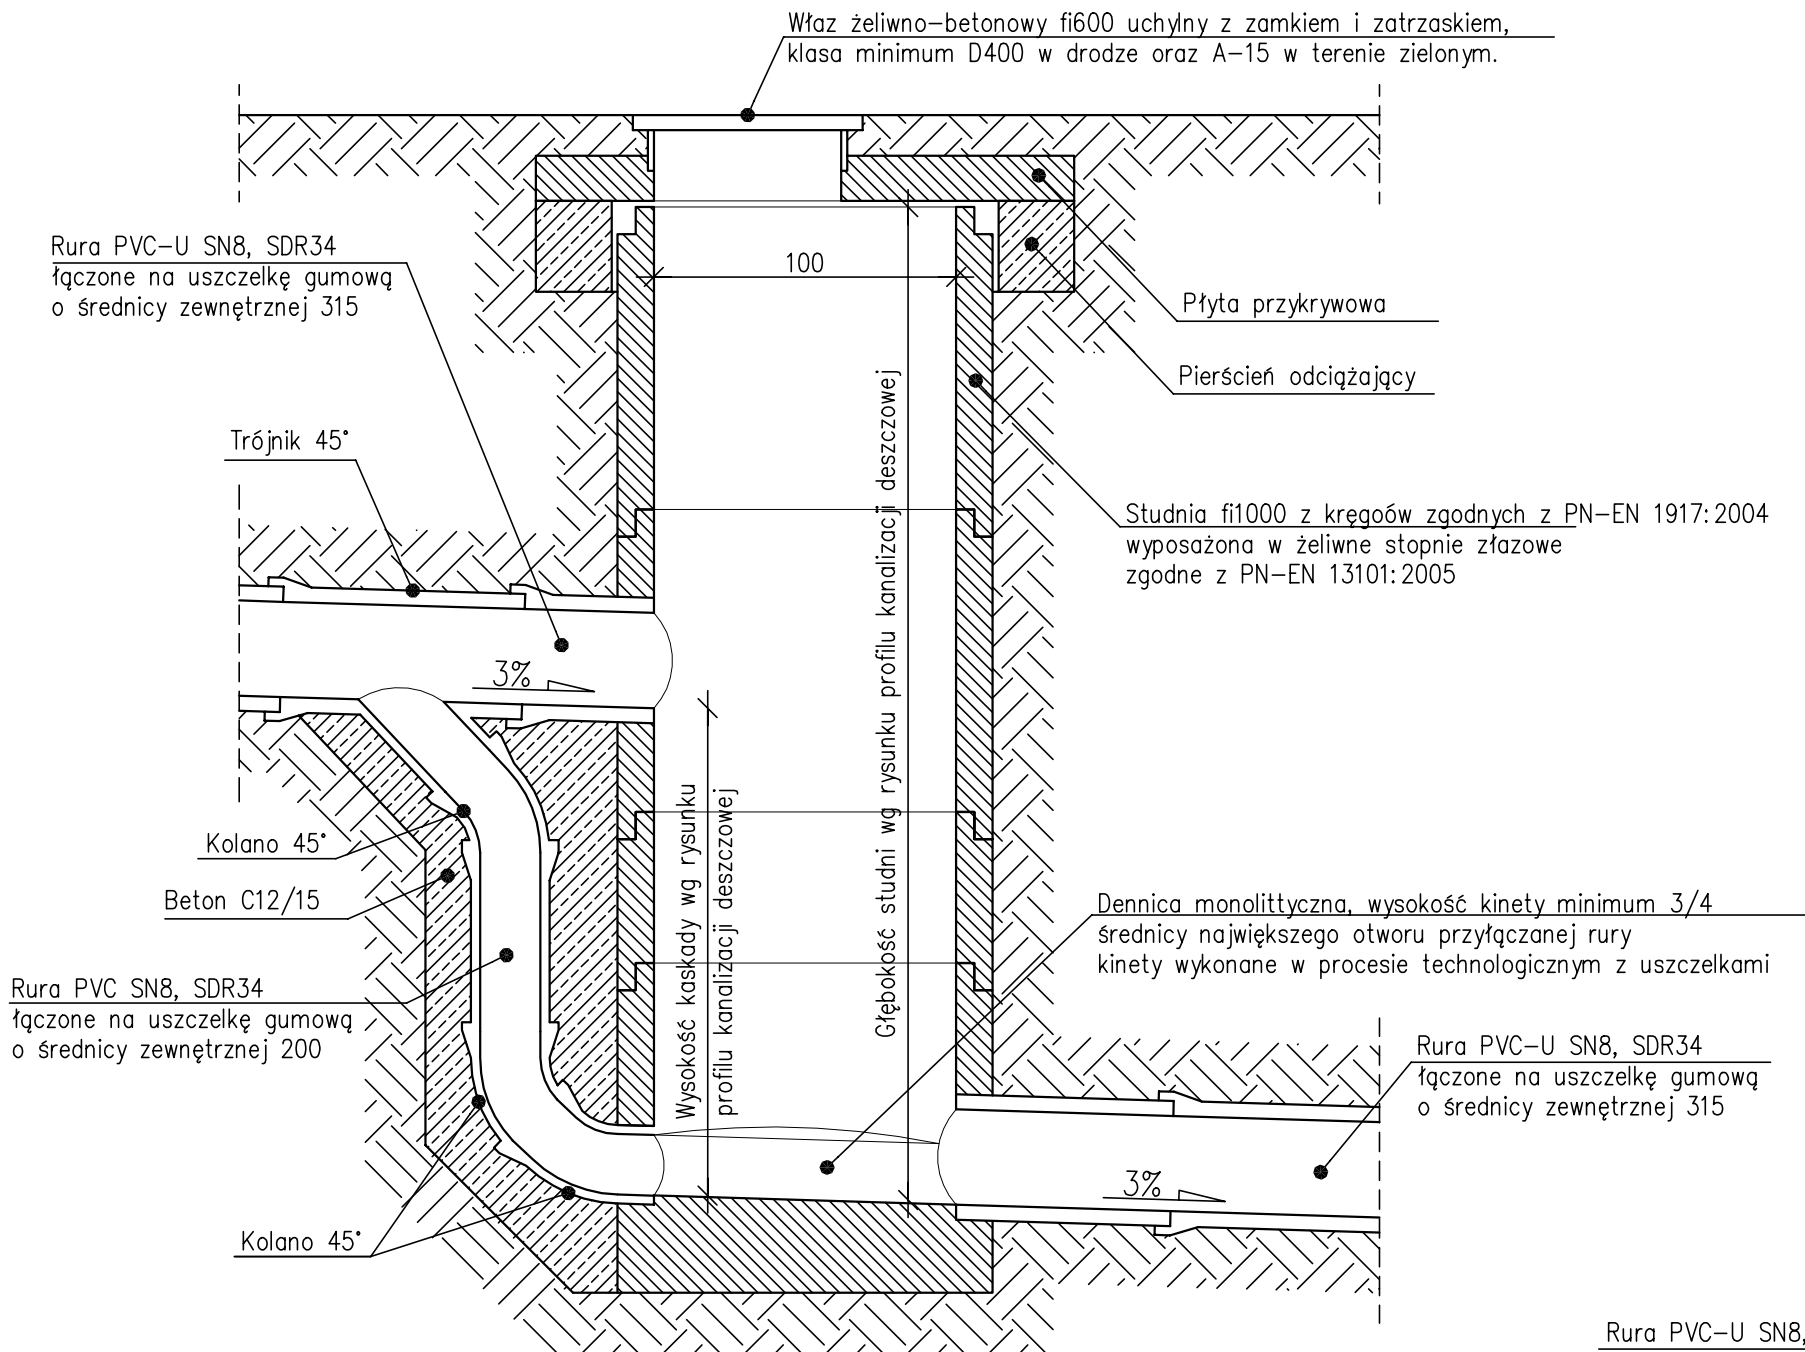 Właz żeliwno-betonowy fi600 uchylny z zamkiem i zatrzaskiem,
klasa minimum D400 w drodze oraz A-15 w terenie zielonym.
Rura PVC-U SN8, SDR34
łączone na uszczelkę gumową
o średnicy zewnętrznej 315
100
Płyta przykrywowa
Pierścień odciążający
Trójnik 45°
Studnia fi1000 z kręgoów zgodnych z PN-EN 1917:2004
wyposażona w żeliwne stopnie złazowe
zgodne z PN-EN 13101:2005
3%
Głębokość studni wg rysunku profilu kanalizacji deszczowej
Wysokość kaskady wg rysunku
profilu kanalizacji deszczowej
Kolano 45°
Beton C12/15
Dennica monolittyczna, wysokość kinety minimum 3/4
średnicy największego otworu przyłączanej rury
kinety wykonane w procesie technologicznym z uszczelkami
Rura PVC SN8, SDR34
łączone na uszczelkę gumową
o średnicy zewnętrznej 200
Rura PVC-U SN8, SDR34
łączone na uszczelkę gumową
o średnicy zewnętrznej 315
3%
Kolano 45°
Rura PVC-U SN8,